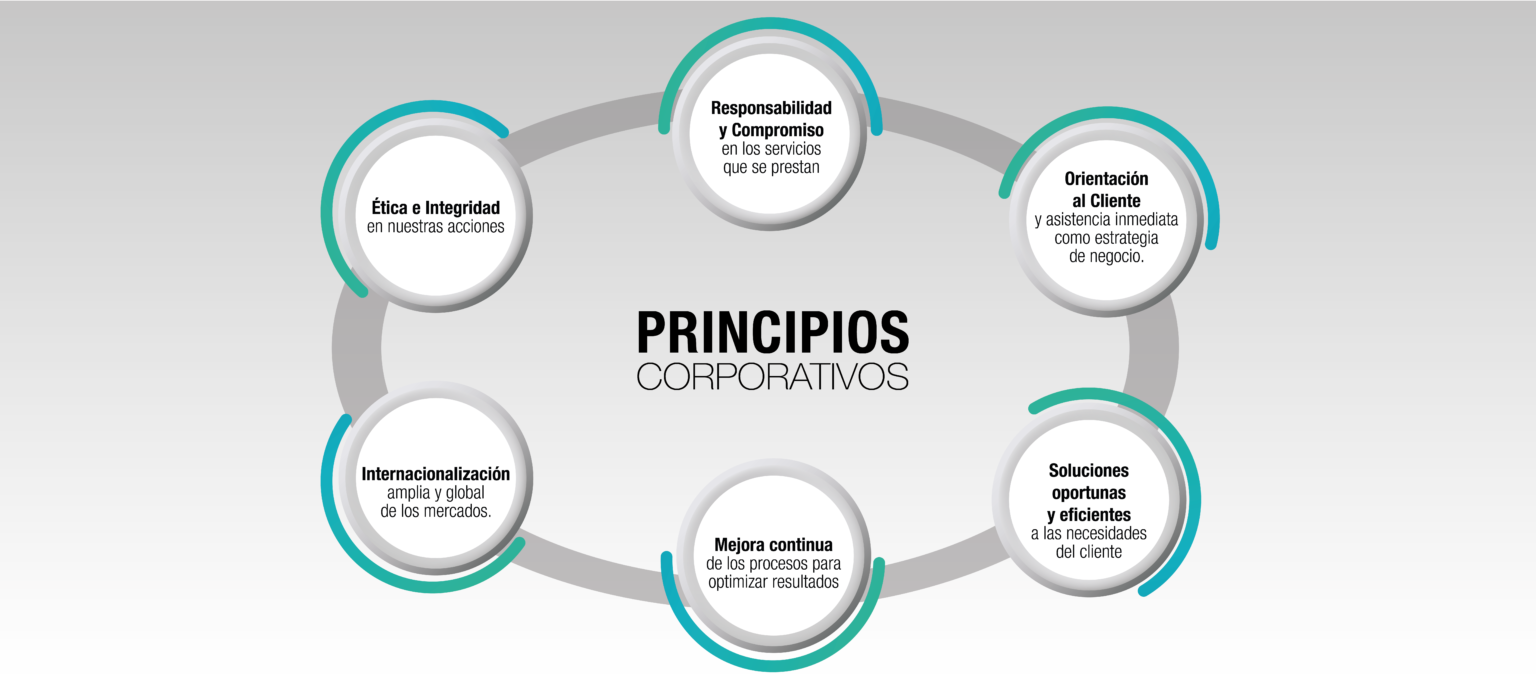 Responsabilidad
y Compromiso
en los servicios
que se prestan
Ética e Integridad
en nuestras acciones
Orientación
al Cliente
y asistencia inmediata
como estrategia
de negocio.
PRINCIPIOS
CORPORATIVOS
Internacionalización
amplia y global
de los mercados.
Mejora continua
de los procesos para
optimizar resultados
Soluciones
oportunas
y eficientes
a las necesidades
del cliente